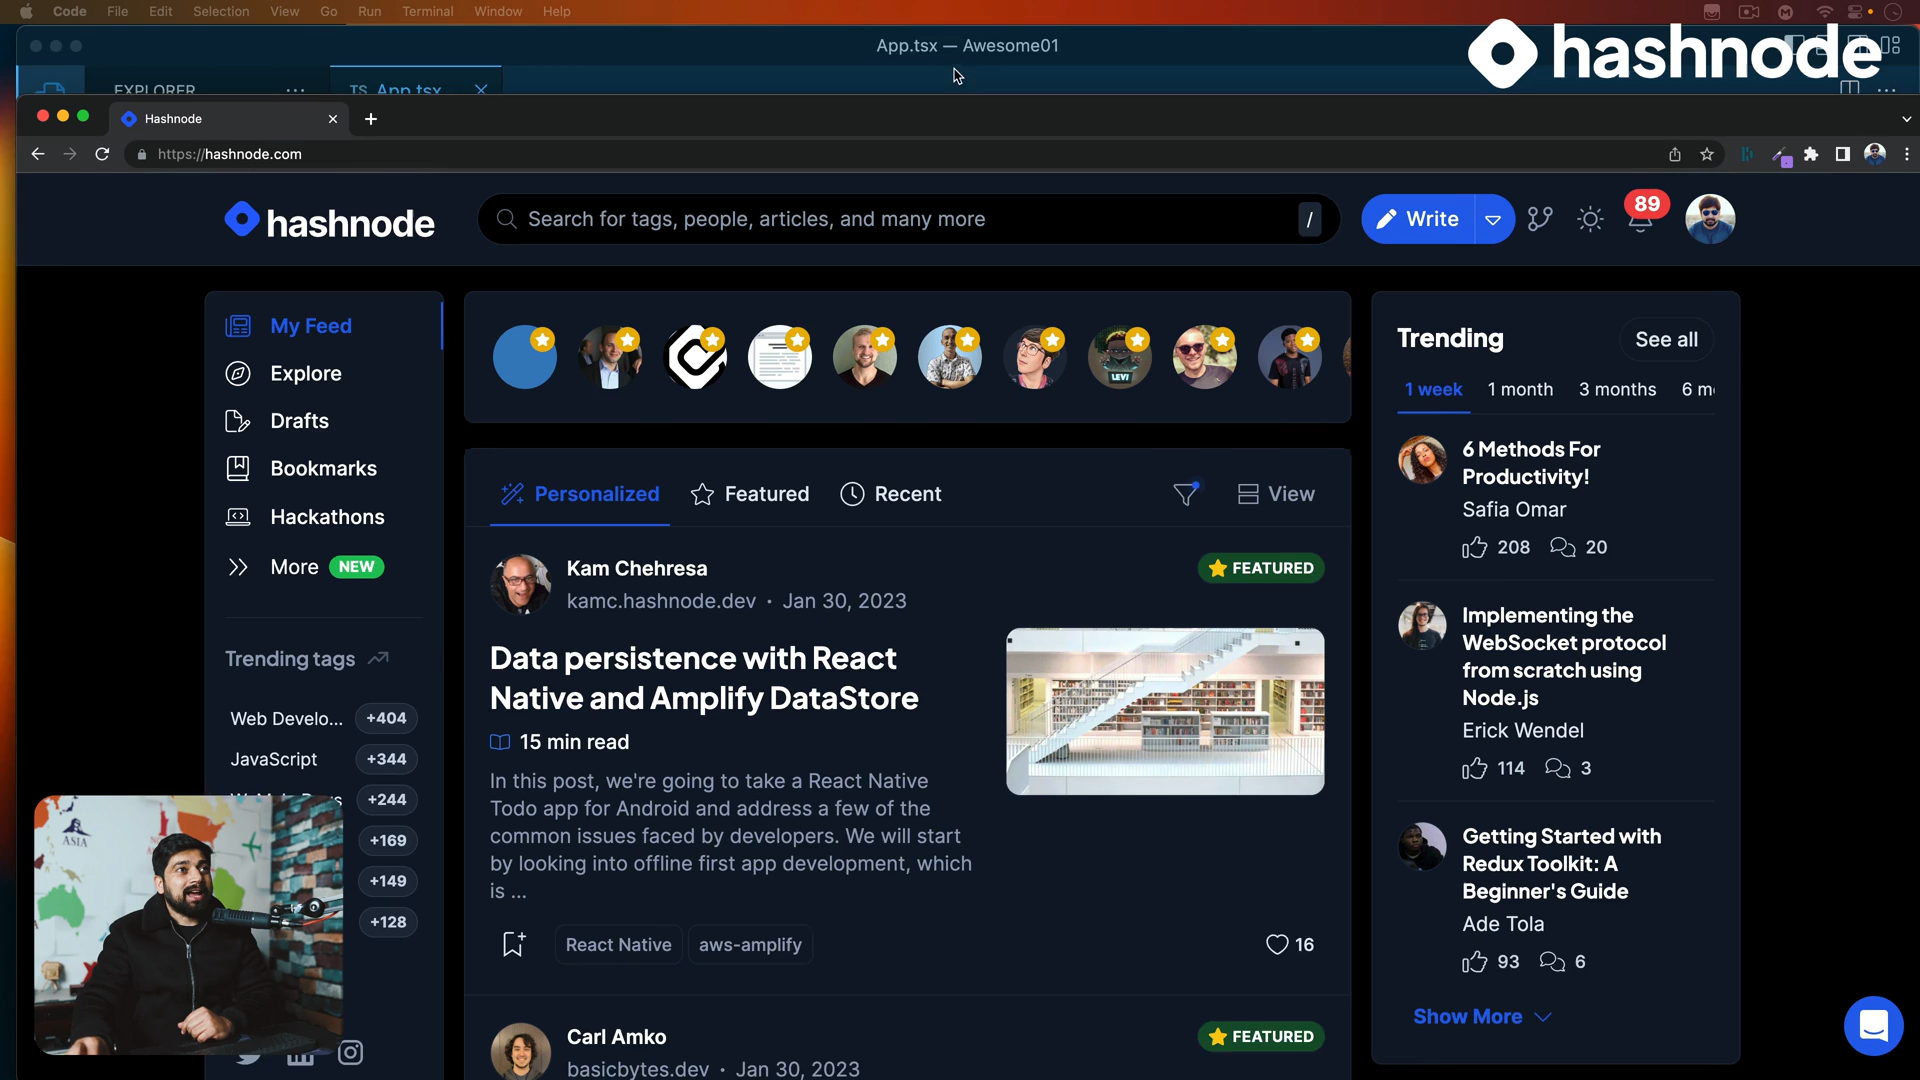 Code File Edit Selection View Go Run Terminal Window Help
App.tsx — Awesome01
hashnode
EXPLORER
TS App.tsx
Hashnode
https://hashnode.com
hashnode
Search for tags, people, articles, and many more
/
Write
89
My Feed
Explore
Drafts
Bookmarks
Hackathons
More NEW
Trending tags
Web Develo... +404
JavaScript +344
+244
+169
+149
+128
ASIA
LEVI
Personalized
Featured
Recent
View
Kam Chehresa
FEATURED
kamc.hashnode.dev · Jan 30, 2023
Data persistence with React
Native and Amplify DataStore
15 min read
In this post, we're going to take a React Native
Todo app for Android and address a few of the
common issues faced by developers. We will start
by looking into offline first app development, which
is ...
React Native
aws-amplify
16
Carl Amko
FEATURED
basicbytes.dev · Jan 30, 2023
Trending
See all
1 week 1 month 3 months 6 m
6 Methods For
Productivity!
Safia Omar
208 20
Implementing the
WebSocket protocol
from scratch using
Node.js
Erick Wendel
114 3
Getting Started with
Redux Toolkit: A
Beginner's Guide
Ade Tola
93 6
Show More